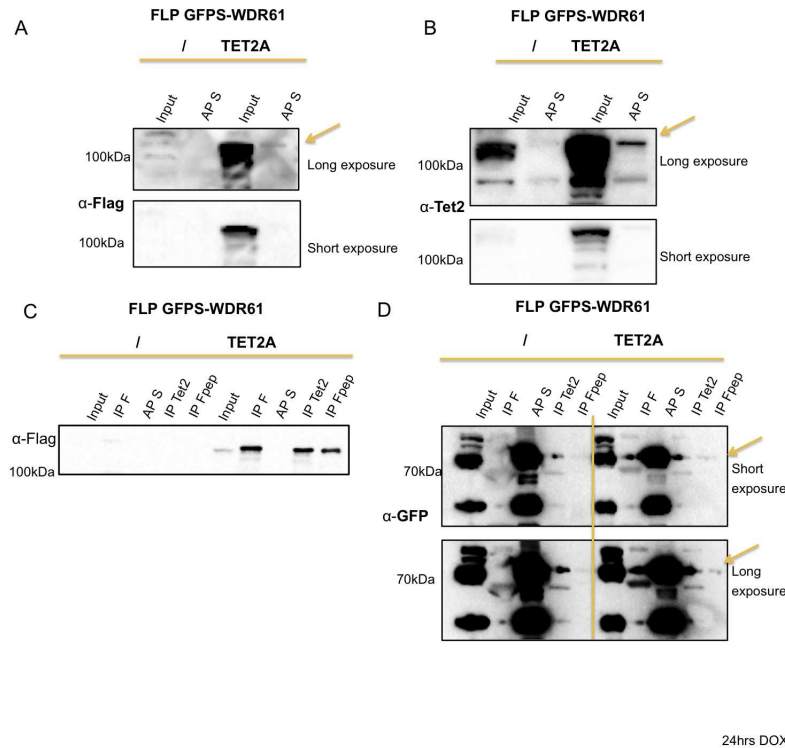 A
FLP GFPS-WDR61
/ TET2A
Input AP S Input AP S
100kDa
Long exposure
α-Flag
100kDa
Short exposure
B
FLP GFPS-WDR61
/ TET2A
Input AP S Input AP S
100kDa
Long exposure
α-Tet2
100kDa
Short exposure
C
FLP GFPS-WDR61
/ TET2A
Input IP F AP S IP Tet2 IP Fpep Input IP F AP S IP Tet2 IP Fpep
α-Flag
100kDa
D
FLP GFPS-WDR61
/ TET2A
Input IP F AP S IP Tet2 IP Fpep Input IP F AP S IP Tet2 IP Fpep
70kDa
Short
exposure
α-GFP
70kDa
Long
exposure
24hrs DOX